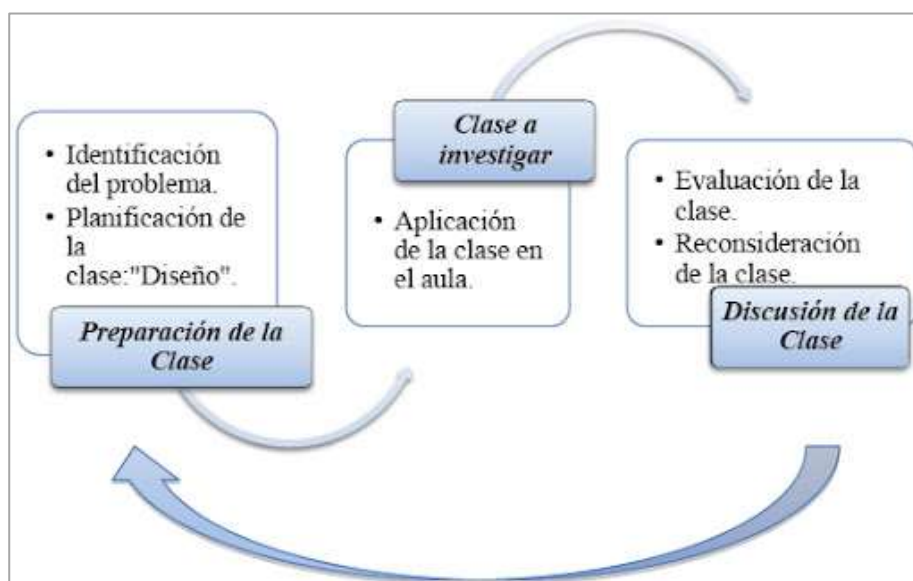 • Identificación
del problema.
• Planificación de
la
clase:"Diseño".
Preparación de la
Clase
Clase a
investigar
• Aplicación
de la clase en
el aula.
• Evaluación de la
clase.
• Reconsideración
de la clase.
Discusión de la
Clase